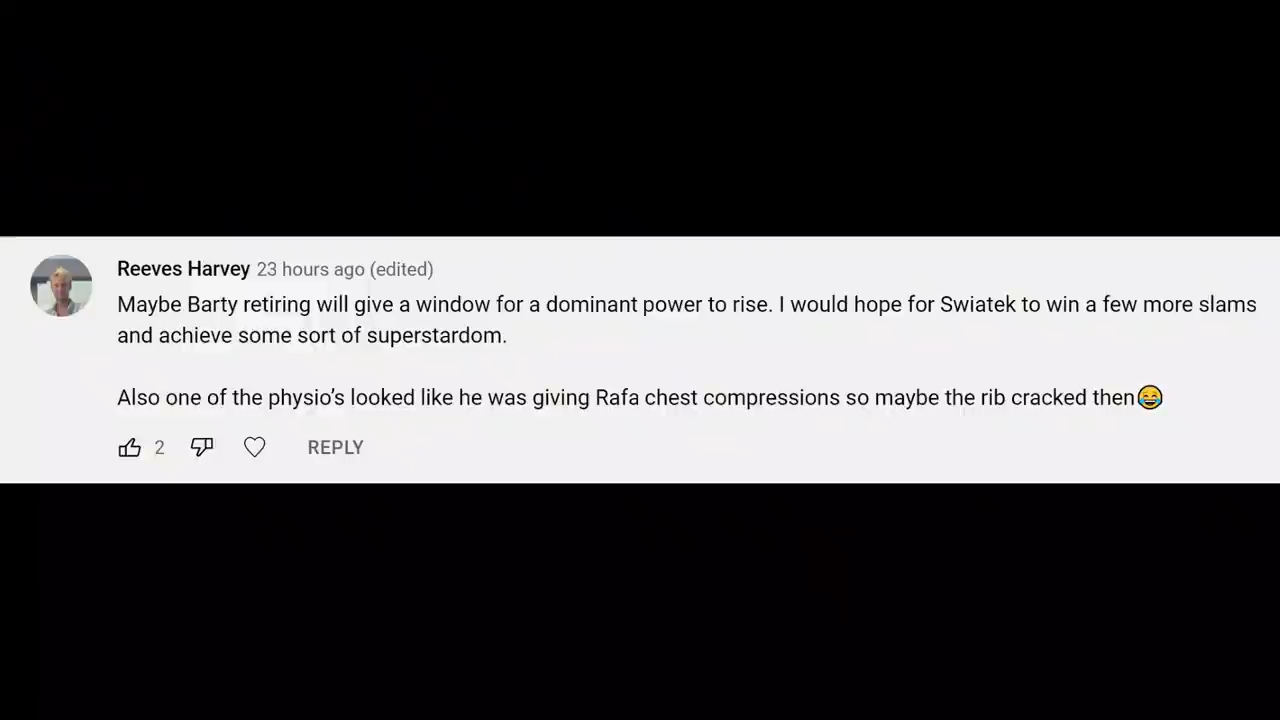 Reeves Harvey 23 hours ago (edited)
Maybe Barty retiring will give a window for a dominant power to rise. I would hope for Swiatek to win a few more slams
and achieve some sort of superstardom.
Also one of the physio’s looked like he was giving Rafa chest compressions so maybe the rib cracked then😂
2 REPLY